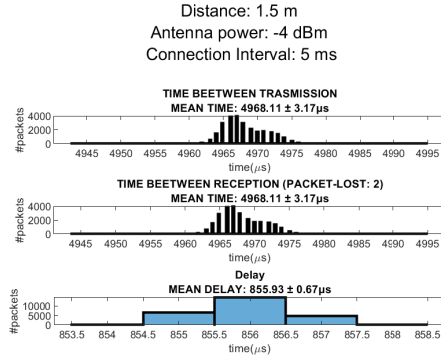 Distance: 1.5 m
Antenna power: -4 dBm
Connection Interval: 5 ms
TIME BEETWEEN TRASMISSION
MEAN TIME: 4968.11 ± 3.17µs
#packets
4000
2000
0
4945 4950 4955 4960 4965 4970 4975 4980 4985 4990 4995
time(µs)
TIME BEETWEEN RECEPTION (PACKET-LOST: 2)
MEAN TIME: 4968.11 ± 3.17µs
#packets
4000
2000
0
4945 4950 4955 4960 4965 4970 4975 4980 4985 4990 4995
time(µs)
Delay
MEAN DELAY: 855.93 ± 0.67µs
#packets
10000
5000
0
853.5 854 854.5 855 855.5 856 856.5 857 857.5 858 858.5
time(µs)